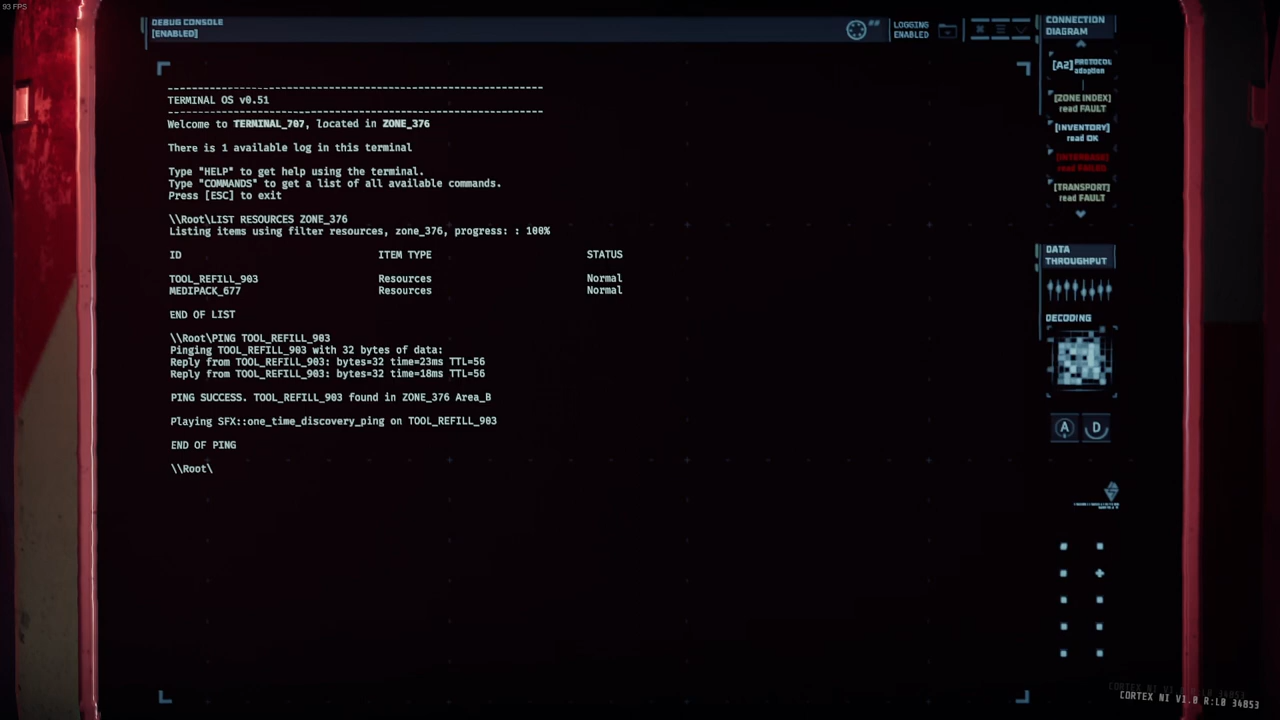 93 FPS
DEBUG CONSOLE
[ENABLED]
LOGGING
ENABLED
CONNECTION
DIAGRAM
[A2] PROTOCOL
adaption
[ZONE INDEX]
read FAULT
[INVENTORY]
read OK
[TRANSPORT]
read FAULT
DATA
THROUGHPUT
DECODING
A D
------------------------------------------------------------------
TERMINAL OS v0.51
------------------------------------------------------------------
Welcome to TERMINAL_707, located in ZONE_376
There is 1 available log in this terminal
Type "HELP" to get help using the terminal.
Type "COMMANDS" to get a list of all available commands.
Press [ESC] to exit
\\Root\LIST RESOURCES ZONE_376
Listing items using filter resources, zone_376, progress: : 100%
ID ITEM TYPE STATUS
TOOL_REFILL_903 Resources Normal
MEDIPACK_677 Resources Normal
END OF LIST
\\Root\PING TOOL_REFILL_903
Pinging TOOL_REFILL_903 with 32 bytes of data:
Reply from TOOL_REFILL_903: bytes=32 time=23ms TTL=56
Reply from TOOL_REFILL_903: bytes=32 time=18ms TTL=56
PING SUCCESS. TOOL_REFILL_903 found in ZONE_376 Area_B
Playing SFX::one_time_discovery_ping on TOOL_REFILL_903
END OF PING
\\Root\
CORTEX NI V1.0 R:L0 34853